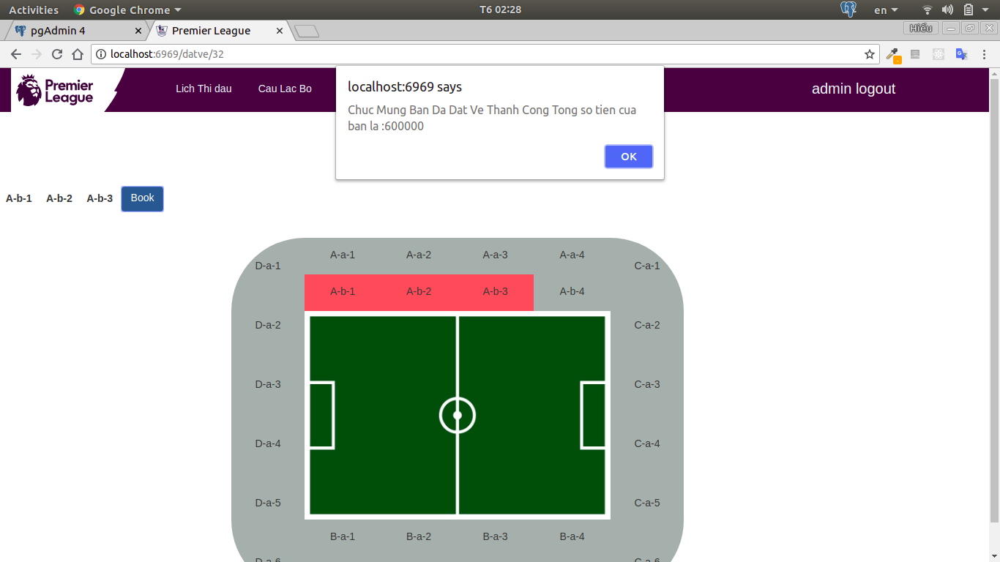 Activities Google Chrome T6 02:28 en
pgAdmin 4 Premier League Hiếu
localhost:6969/datve/32
Premier League
Lich Thi dau Cau Lac Bo admin logout
localhost:6969 says
Chuc Mung Ban Da Dat Ve Thanh Cong Tong so tien cua
ban la :600000
OK
A-b-1 A-b-2 A-b-3 Book
A-a-1 A-a-2 A-a-3 A-a-4
D-a-1 C-a-1
A-b-1 A-b-2 A-b-3 A-b-4
D-a-2 C-a-2
D-a-3 C-a-3
D-a-4 C-a-4
D-a-5 C-a-5
B-a-1 B-a-2 B-a-3 B-a-4
D-a-6 C-a-6